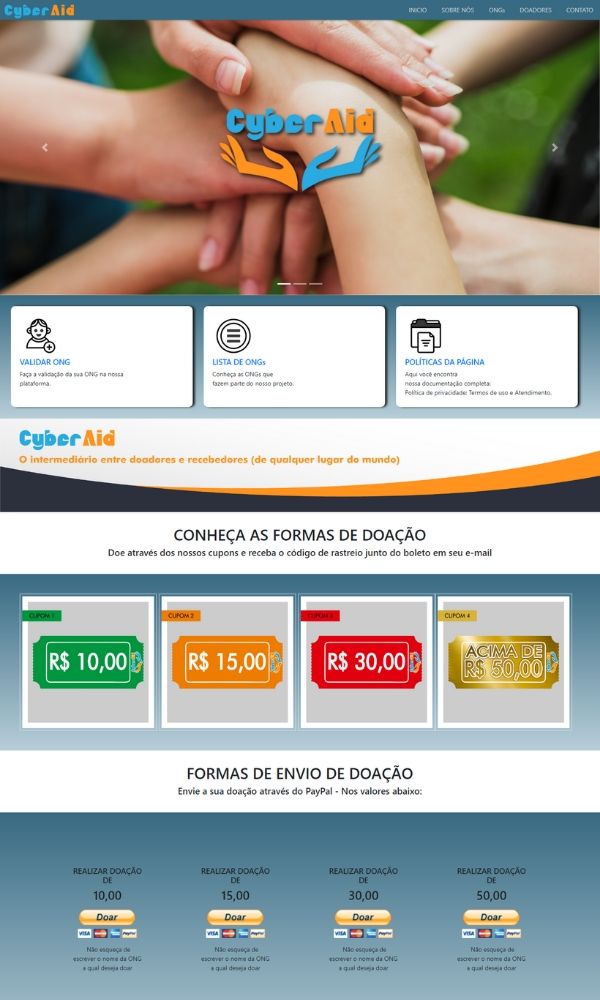 CyberAid
INICIO SOBRE NÓS ONGs DOADORES CONTATO
CyberAid
VALIDAR ONG
Faça a validação da sua ONG na nossa
plataforma.
LISTA DE ONGs
Conheça as ONGs que
fazem parte do nosso projeto.
POLÍTICAS DA PÁGINA
Aqui você encontra
nossa documentação completa:
Política de privacidade: Termos de uso e Atendimento.
CyberAid
O intermediário entre doadores e recebedores (de qualquer lugar do mundo)
CONHEÇA AS FORMAS DE DOAÇÃO
Doe através dos nossos cupons e receba o código de rastreio junto do boleto em seu e-mail
CUPOM 1
R$ 10,00
CUPOM 2
R$ 15,00
CUPOM 3
R$ 30,00
CUPOM 4
ACIMA DE
R$ 50,00
FORMAS DE ENVIO DE DOAÇÃO
Envie a sua doação através do PayPal - Nos valores abaixo:
REALIZAR DOAÇÃO
DE
10,00
Doar
VISA PayPal
Não esqueça de
escrever o nome da ONG
a qual deseja doar
REALIZAR DOAÇÃO
DE
15,00
Doar
VISA PayPal
Não esqueça de
escrever o nome da ONG
a qual deseja doar
REALIZAR DOAÇÃO
DE
30,00
Doar
VISA PayPal
Não esqueça de
escrever o nome da ONG
a qual deseja doar
REALIZAR DOAÇÃO
DE
50,00
Doar
VISA PayPal
Não esqueça de
escrever o nome da ONG
a qual deseja doar